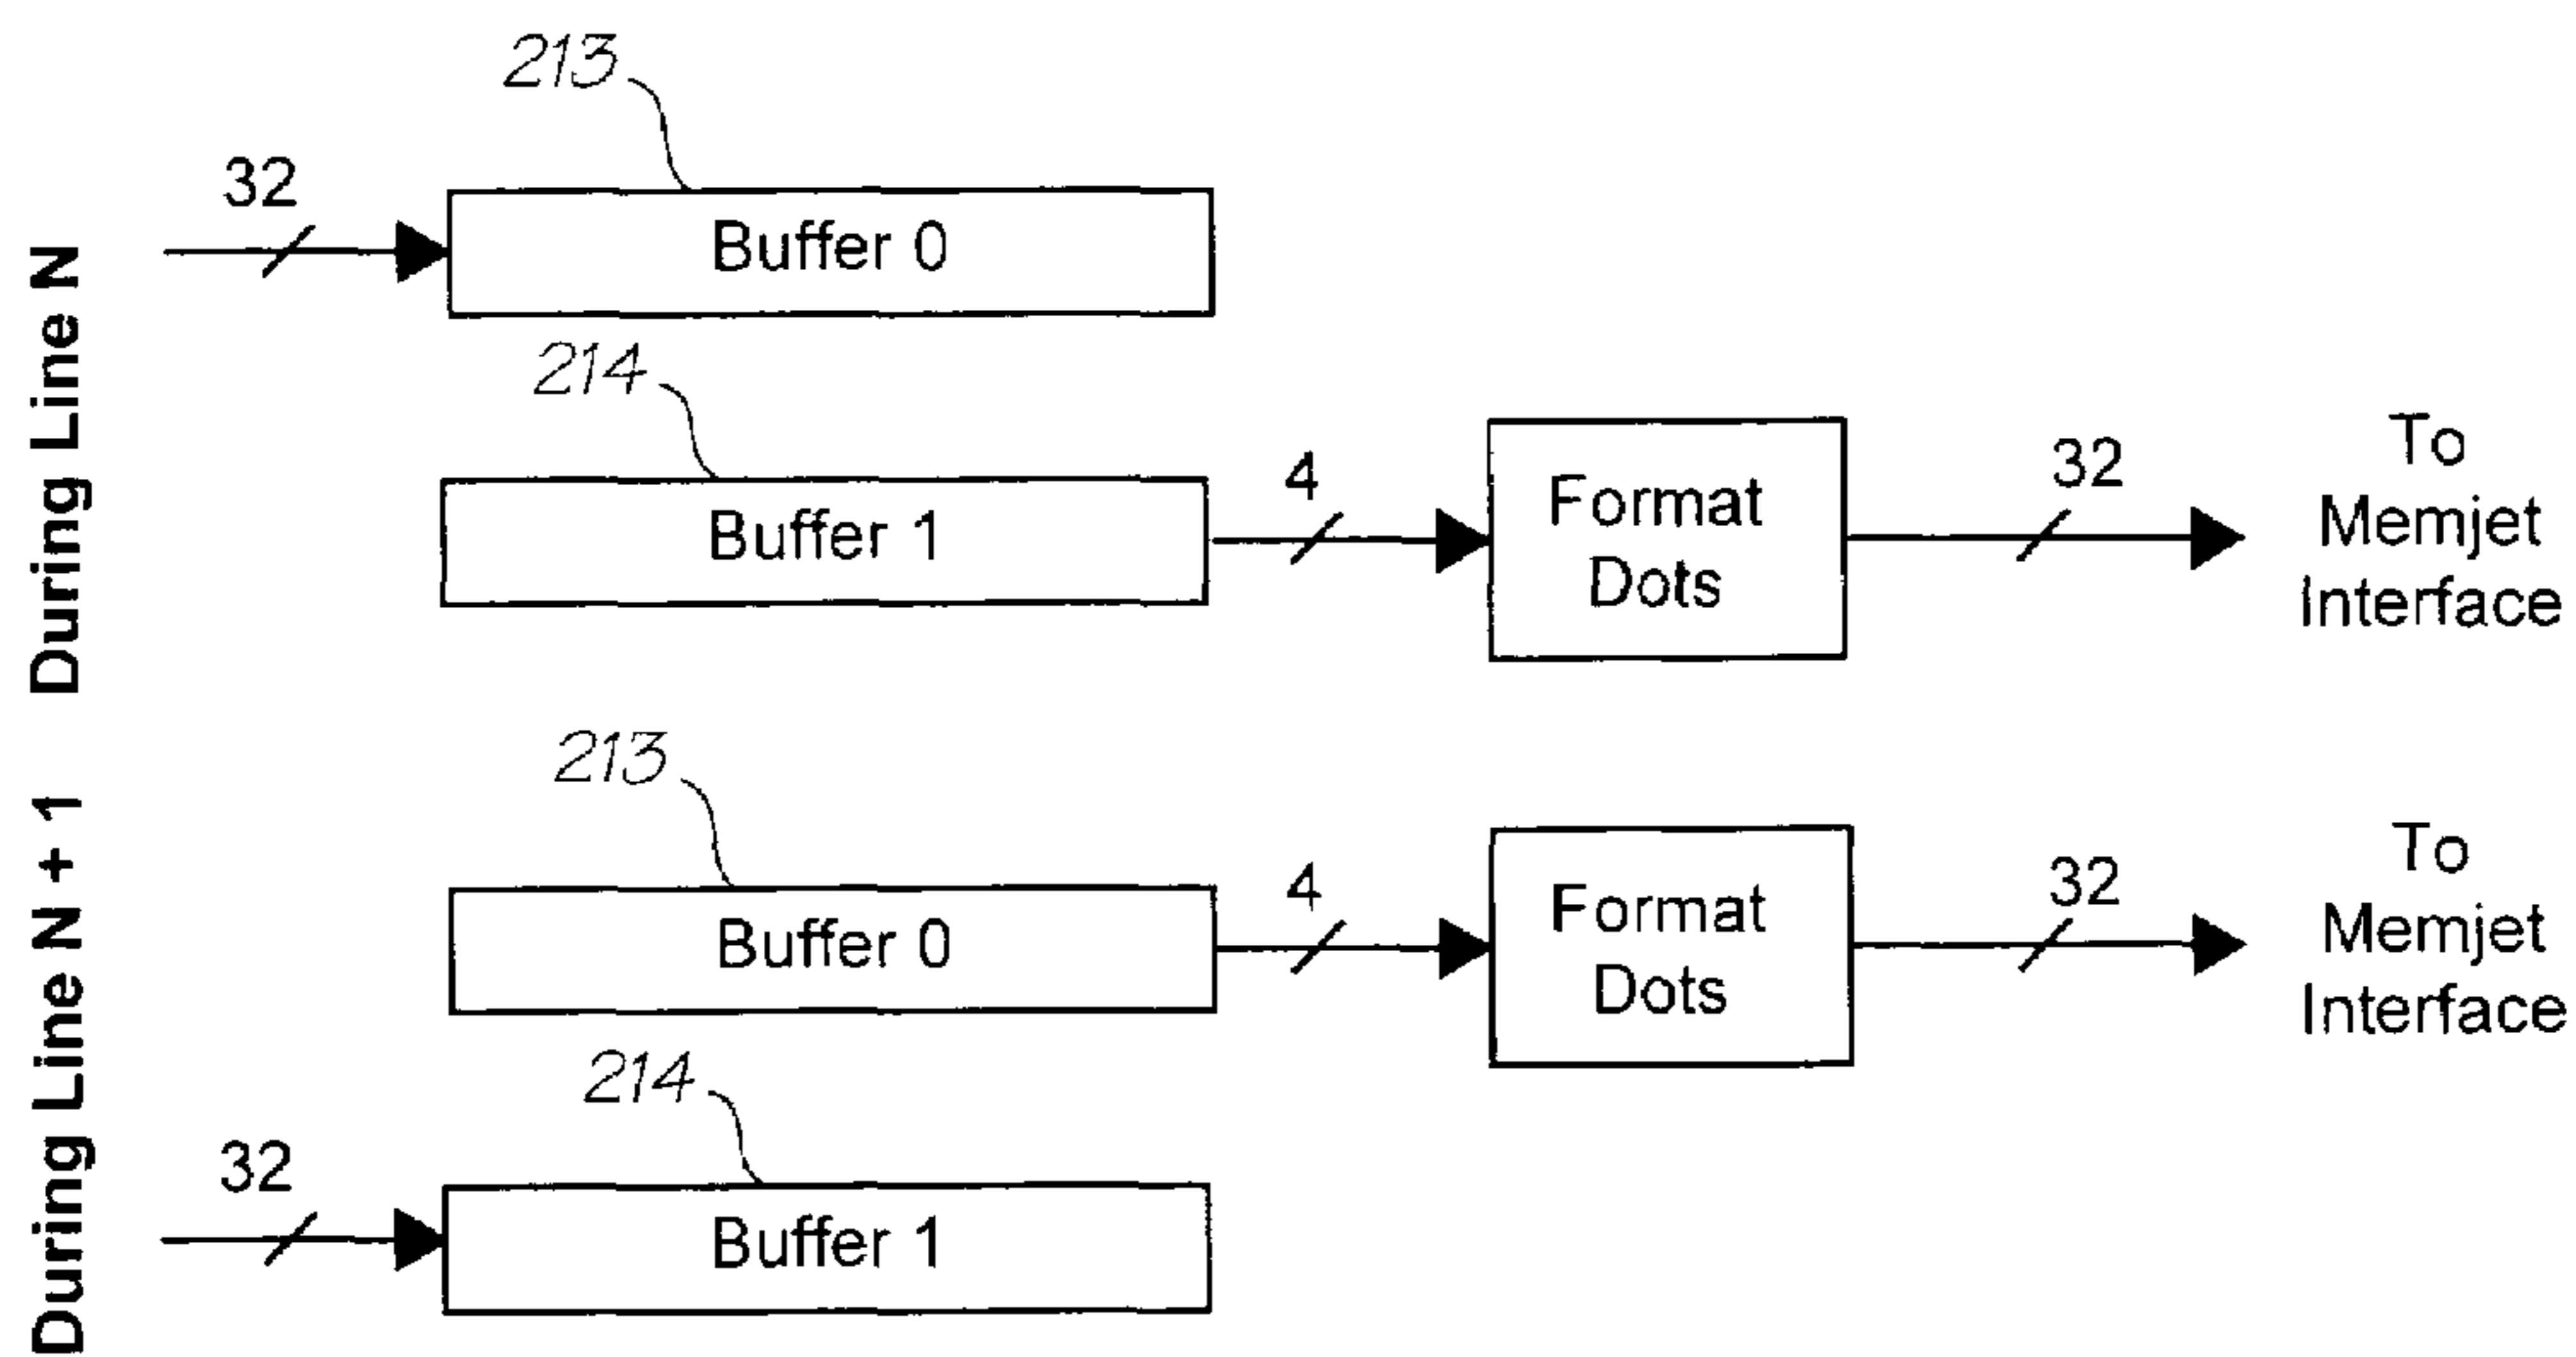 During Line N
213
32
Buffer 0
214
Buffer 1
4
Format
Dots
32
To
Memjet
Interface
During Line N + 1
213
Buffer 0
4
Format
Dots
32
To
Memjet
Interface
214
32
Buffer 1